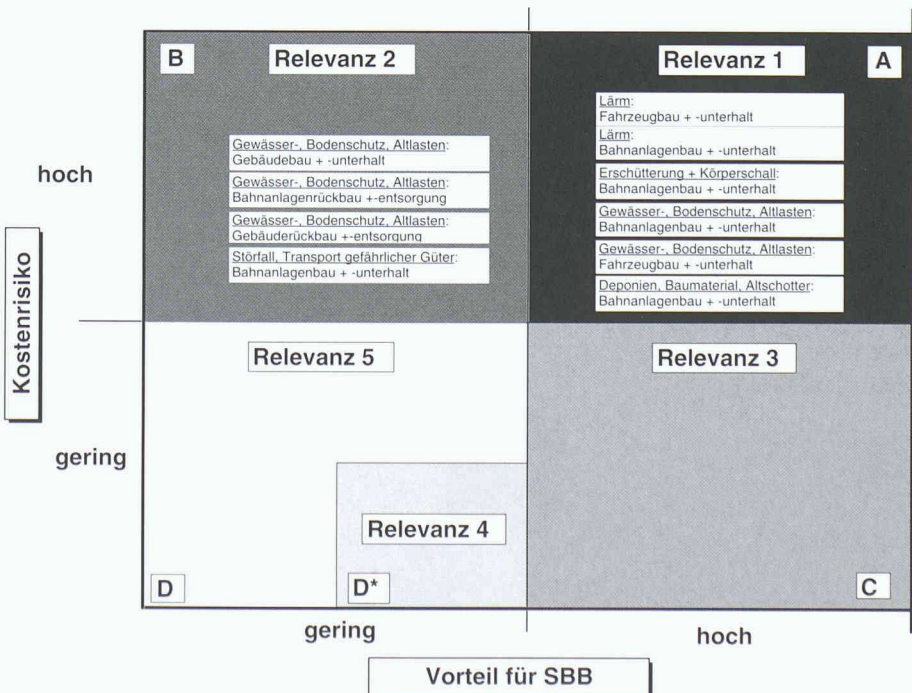 B
Relevanz 2
Relevanz 1
A
Lärm:
Fahrzeugbau + -unterhalt
Lärm:
Bahnanlagenbau + -unterhalt
Erschütterung + Körperschall:
Bahnanlagenbau + -unterhalt
Gewässer-, Bodenschutz, Altlasten:
Bahnanlagenbau + -unterhalt
Gewässer-, Bodenschutz, Altlasten:
Fahrzeugbau + -unterhalt
Deponien, Baumaterial, Altschotter:
Bahnanlagenbau + -unterhalt
Gewässer-, Bodenschutz, Altlasten:
Gebäudebau + -unterhalt
Gewässer-, Bodenschutz, Altlasten:
Bahnanlagenrückbau +-entsorgung
Gewässer-, Bodenschutz, Altlasten:
Gebäuderückbau +-entsorgung
Störfall, Transport gefährlicher Güter:
Bahnanlagenbau + -unterhalt
hoch
Kostenrisiko
gering
Relevanz 5
Relevanz 3
Relevanz 4
D
D*
C
gering
hoch
Vorteil für SBB